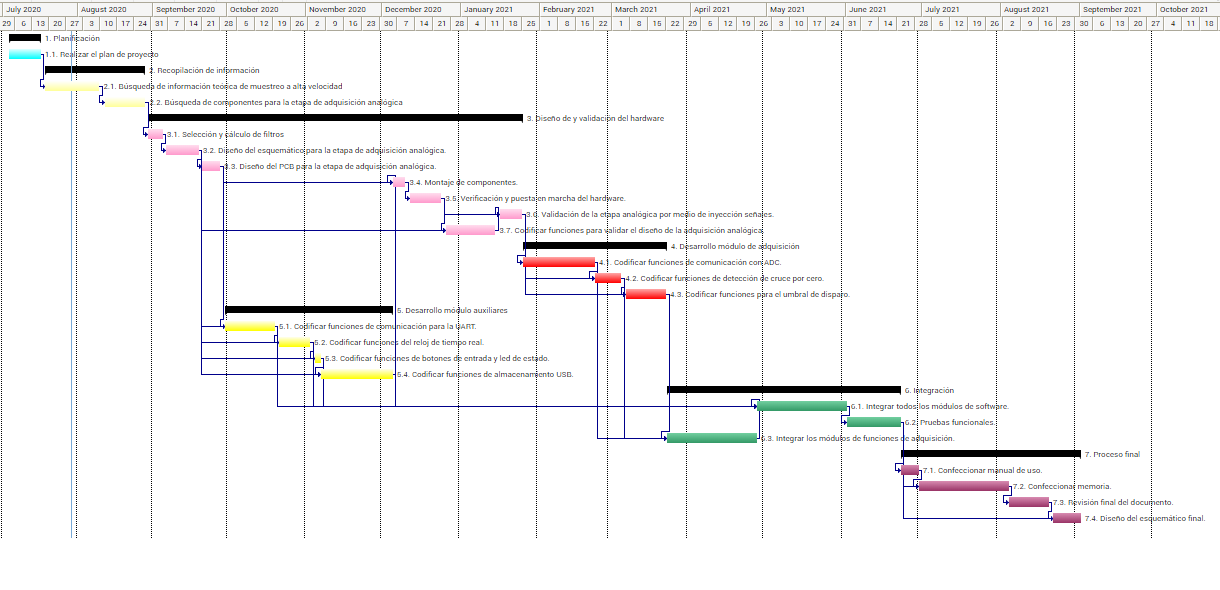 July 2020 August 2020 September 2020 October 2020 November 2020 December 2020 January 2021 February 2021 March 2021 April 2021 May 2021 June 2021 July 2021 August 2021 September 2021 October 2021
29 6 13 20 27 3 10 17 24 31 7 14 21 28 5 12 19 26 2 9 16 23 30 7 14 21 28 4 11 18 25 1 8 15 22 1 8 15 22 29 5 12 19 26 3 10 17 24 31 7 14 21 28 5 12 19 26 2 9 16 23 30 6 13 20 27 4 11 18
1. Planificación
1.1. Realizar el plan de proyecto
2. Recopilación de información
2.1. Búsqueda de información teórica de muestreo a alta velocidad
2.2. Búsqueda de componentes para la etapa de adquisición analógica
3. Diseño de y validación del hardware
3.1. Selección y cálculo de filtros
3.2. Diseño del esquemático para la etapa de adquisición analógica.
3.3. Diseño del PCB para la etapa de adquisición analógica.
3.4. Montaje de componentes.
3.5. Verificación y puesta en marcha del hardware.
3.6. Validación de la etapa analógica por medio de inyección señales.
3.7. Codificar funciones para validar el diseño de la adquisición analógica.
4. Desarrollo módulo de adquisición
4.1. Codificar funciones de comunicación con ADC.
4.2. Codificar funciones de detección de cruce por cero.
4.3. Codificar funciones para el umbral de disparo.
5. Desarrollo módulo auxiliares
5.1. Codificar funciones de comunicación para la UART.
5.2. Codificar funciones del reloj de tiempo real.
5.3. Codificar funciones de botones de entrada y led de estado.
5.4. Codificar funciones de almacenamiento USB.
6. Integración
6.1. Integrar todos los módulos de software.
6.2. Pruebas funcionales.
6.3. Integrar los módulos de funciones de adquisición.
7. Proceso final
7.1. Confeccionar manual de uso.
7.2. Confeccionar memoria.
7.3. Revisión final del documento.
7.4. Diseño del esquemático final.